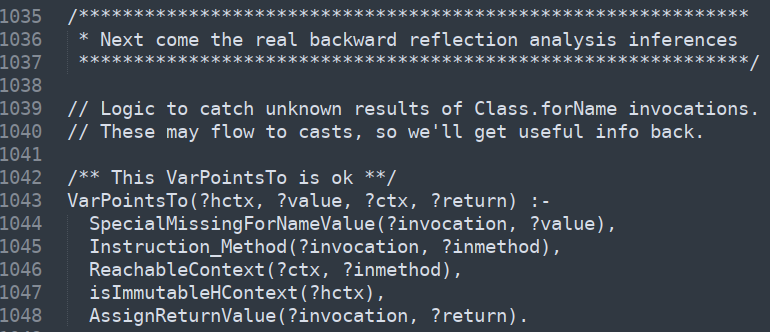 1035 /*************************************************************
1036  * Next come the real backward reflection analysis inferences
1037  *************************************************************/
1038
1039 // Logic to catch unknown results of Class.forName invocations.
1040 // These may flow to casts, so we'll get useful info back.
1041
1042 /** This VarPointsTo is ok **/
1043 VarPointsTo(?hctx, ?value, ?ctx, ?return) :-
1044   SpecialMissingForNameValue(?invocation, ?value),
1045   Instruction_Method(?invocation, ?inmethod),
1046   ReachableContext(?ctx, ?inmethod),
1047   isImmutableHContext(?hctx),
1048   AssignReturnValue(?invocation, ?return).